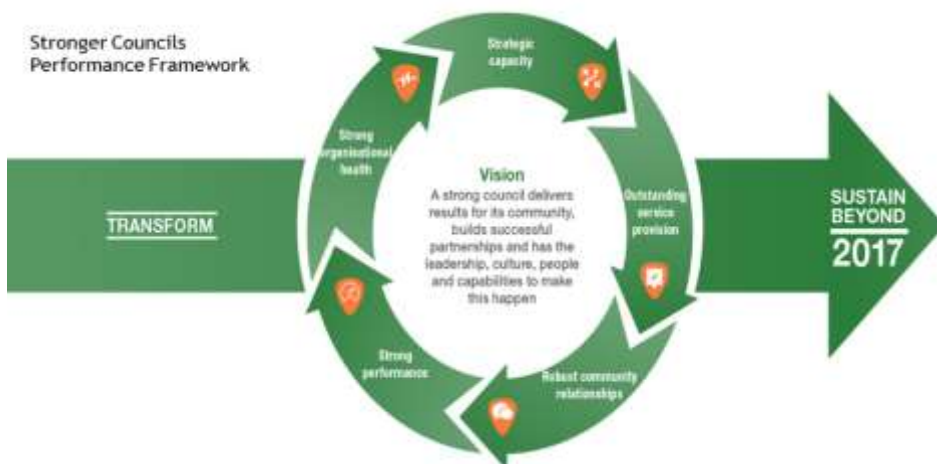 Stronger Councils
Performance Framework
Strategic
capacity
Strong
organisational
health
Vision
A strong council delivers
results for its community,
builds successful
partnerships and has the
leadership, culture, people
and capabilities to make
this happen
Outstanding
service
provision
TRANSFORM
SUSTAIN
BEYOND
2017
Strong
performance
Robust community
relationships